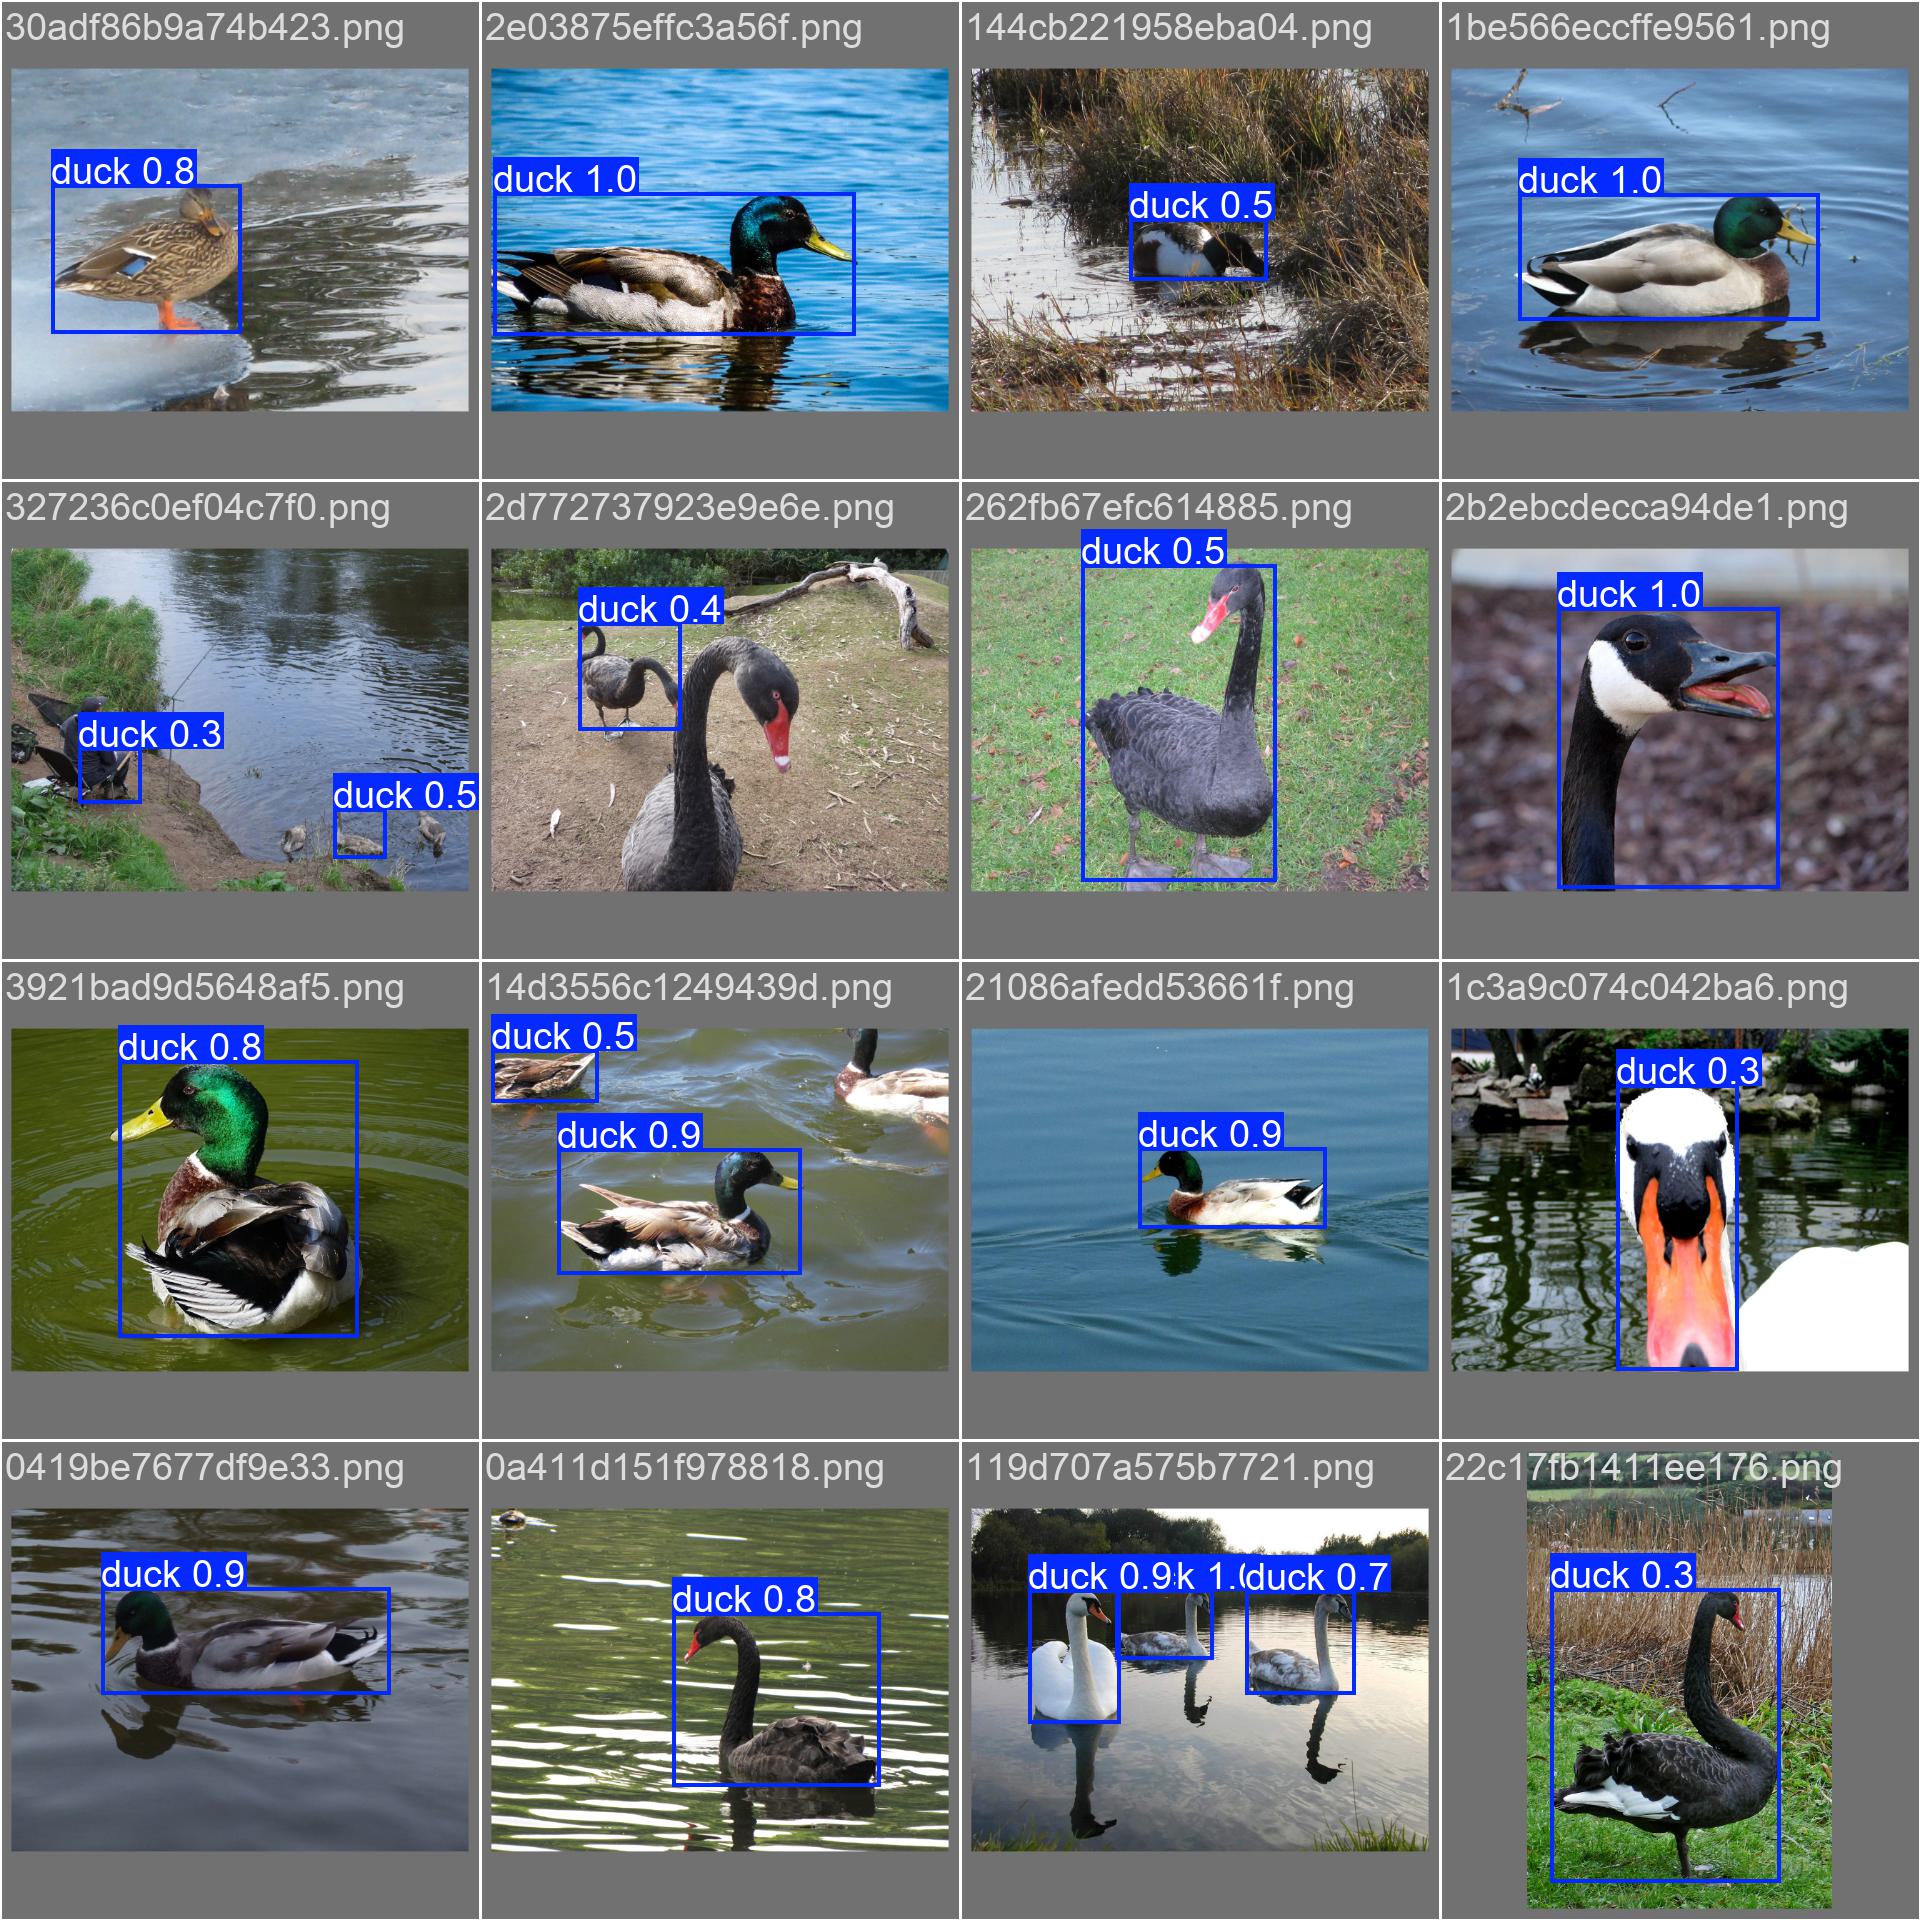 30adf86b9a74b423.png
2e03875effc3a56f.png
144cb221958eba04.png
1be566eccffe9561.png
duck 0.8
duck 1.0
duck 0.5
duck 1.0
327236c0ef04c7f0.png
2d772737923e9e6e.png
262fb67efc614885.png
2b2ebcdecca94de1.png
duck 0.3
duck 0.5
duck 0.4
duck 0.5
duck 1.0
3921bad9d5648af5.png
14d3556c1249439d.png
21086afedd53661f.png
1c3a9c074c042ba6.png
duck 0.8
duck 0.5
duck 0.9
duck 0.9
duck 0.3
0419be7677df9e33.png
0a411d151f978818.png
119d707a575b7721.png
22c17fb1411ee176.png
duck 0.9
duck 0.8
duck 0.9
k 1.0
duck 0.7
duck 0.3